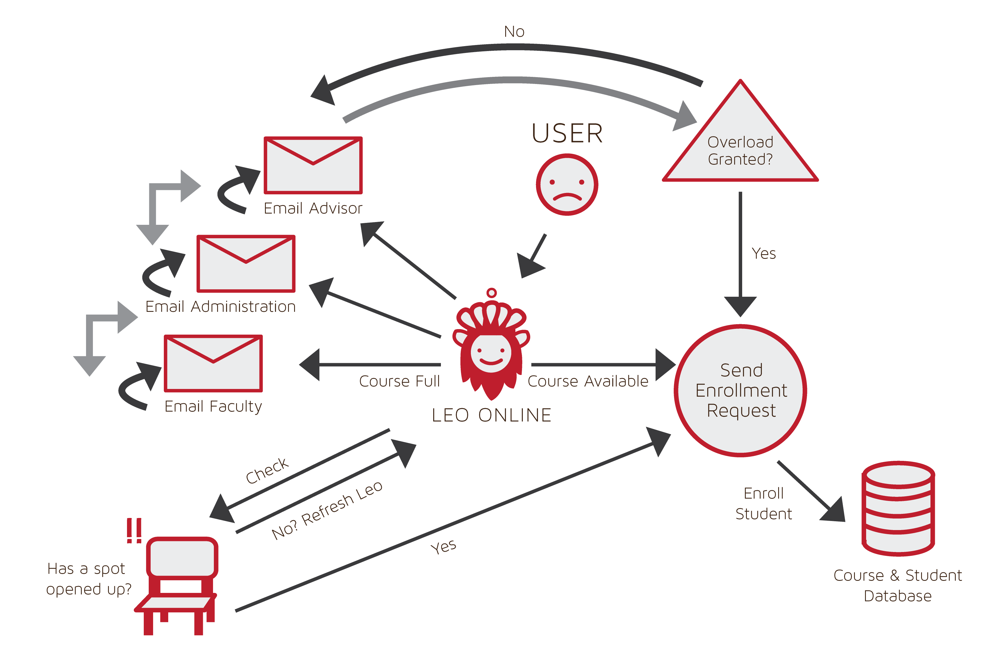 No
USER
Overload
Granted?
Email Advisor
Yes
Email Administration
Send
Enrollment
Request
Course Full
Course Available
Email Faculty
LEO ONLINE
Check
No? Refresh Leo
Enroll
Student
Yes
!!
Has a spot
opened up?
Course & Student
Database